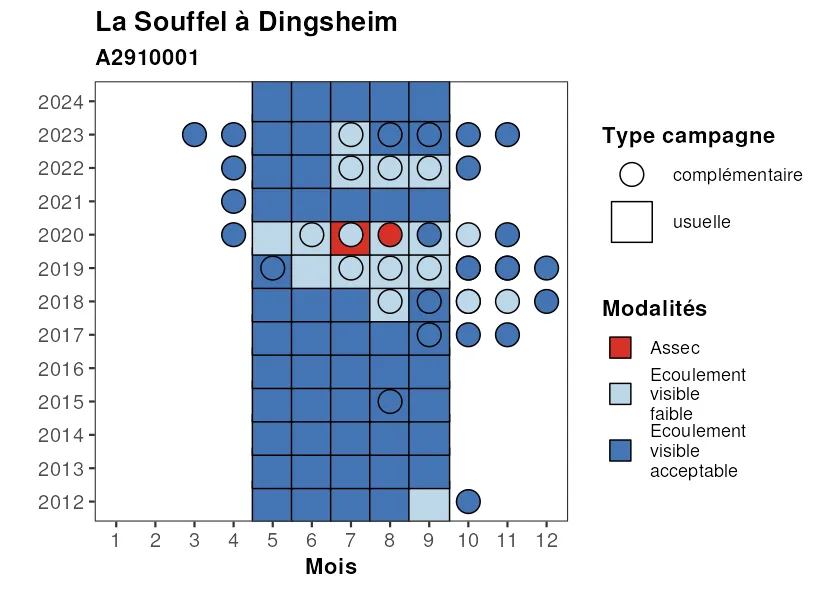 La Souffel à Dingsheim
A2910001
2024
2023
2022
2021
2020
2019
2018
2017
2016
2015
2014
2013
2012
1 2 3 4 5 6 7 8 9 10 11 12
Mois
Type campagne
complémentaire
usuelle
Modalités
Assec
Ecoulement
visible
faible
Ecoulement
visible
acceptable